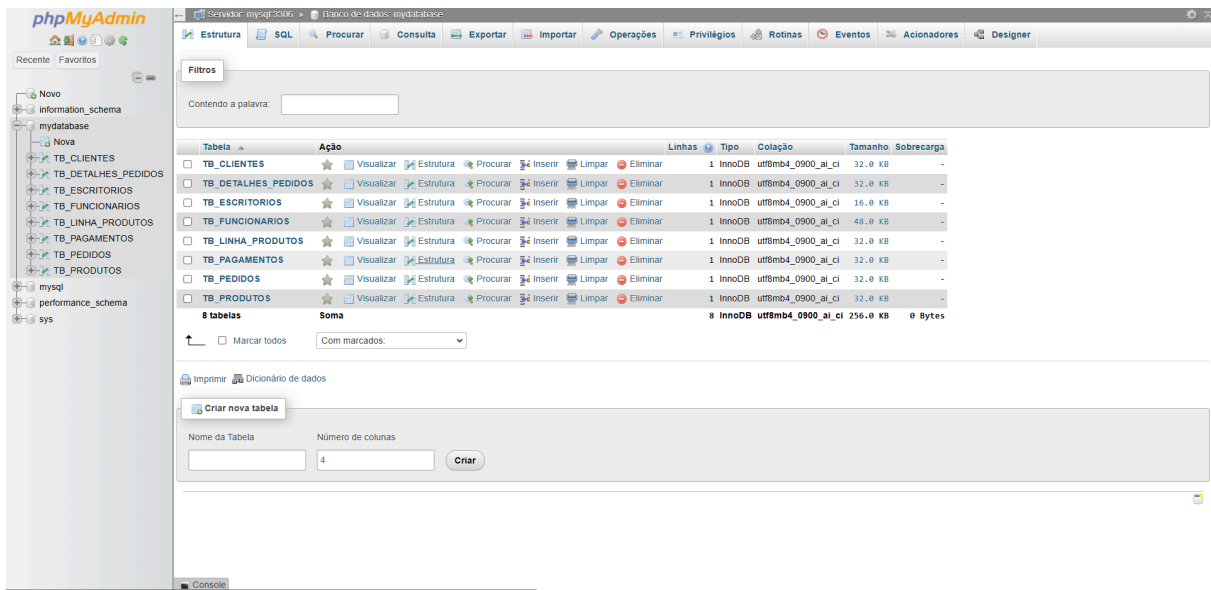 phpMyAdmin
Recente Favoritos
Novo
information_schema
mydatabase
Nova
TB_CLIENTES
TB_DETALHES_PEDIDOS
TB_ESCRITORIOS
TB_FUNCIONARIOS
TB_LINHA_PRODUTOS
TB_PAGAMENTOS
TB_PEDIDOS
TB_PRODUTOS
mysql
performance_schema
sys
Servidor: mysql:3306 » Banco de dados: mydatabase
Estrutura SQL Procurar Consulta Exportar Importar Operações Privilégios Rotinas Eventos Acionadores Designer
Filtros
Contendo a palavra:
Tabela Ação Linhas Tipo Colação Tamanho Sobrecarga
TB_CLIENTES Visualizar Estrutura Procurar Inserir Limpar Eliminar 1 InnoDB utf8mb4_0900_ai_ci 32.0 KB -
TB_DETALHES_PEDIDOS Visualizar Estrutura Procurar Inserir Limpar Eliminar 1 InnoDB utf8mb4_0900_ai_ci 32.0 KB -
TB_ESCRITORIOS Visualizar Estrutura Procurar Inserir Limpar Eliminar 1 InnoDB utf8mb4_0900_ai_ci 16.0 KB -
TB_FUNCIONARIOS Visualizar Estrutura Procurar Inserir Limpar Eliminar 1 InnoDB utf8mb4_0900_ai_ci 48.0 KB -
TB_LINHA_PRODUTOS Visualizar Estrutura Procurar Inserir Limpar Eliminar 1 InnoDB utf8mb4_0900_ai_ci 32.0 KB -
TB_PAGAMENTOS Visualizar Estrutura Procurar Inserir Limpar Eliminar 1 InnoDB utf8mb4_0900_ai_ci 32.0 KB -
TB_PEDIDOS Visualizar Estrutura Procurar Inserir Limpar Eliminar 1 InnoDB utf8mb4_0900_ai_ci 32.0 KB -
TB_PRODUTOS Visualizar Estrutura Procurar Inserir Limpar Eliminar 1 InnoDB utf8mb4_0900_ai_ci 32.0 KB -
8 tabelas Soma 8 InnoDB utf8mb4_0900_ai_ci 256.0 KB 0 Bytes
Marcar todos Com marcados:
Imprimir Dicionário de dados
Criar nova tabela
Nome da Tabela Número de colunas
4 Criar
Console